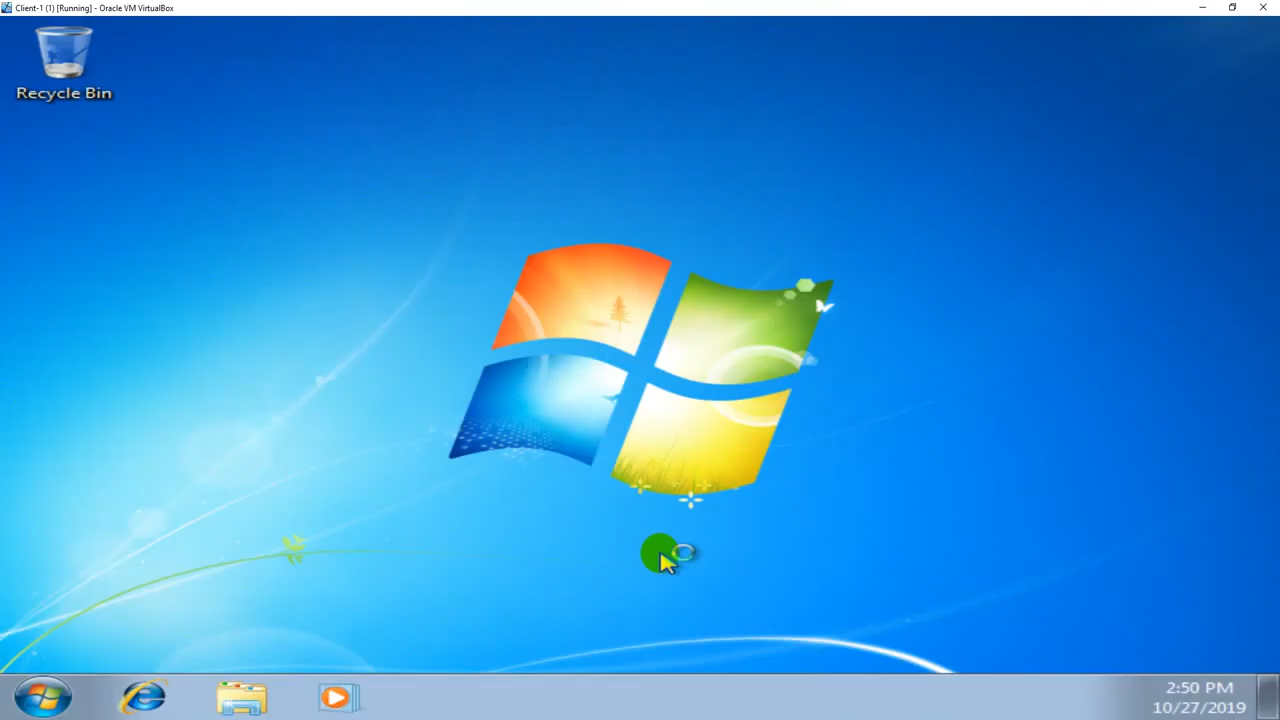 Client-1 (1) [Running] - Oracle VM VirtualBox
Recycle Bin
2:50 PM
10/27/2019